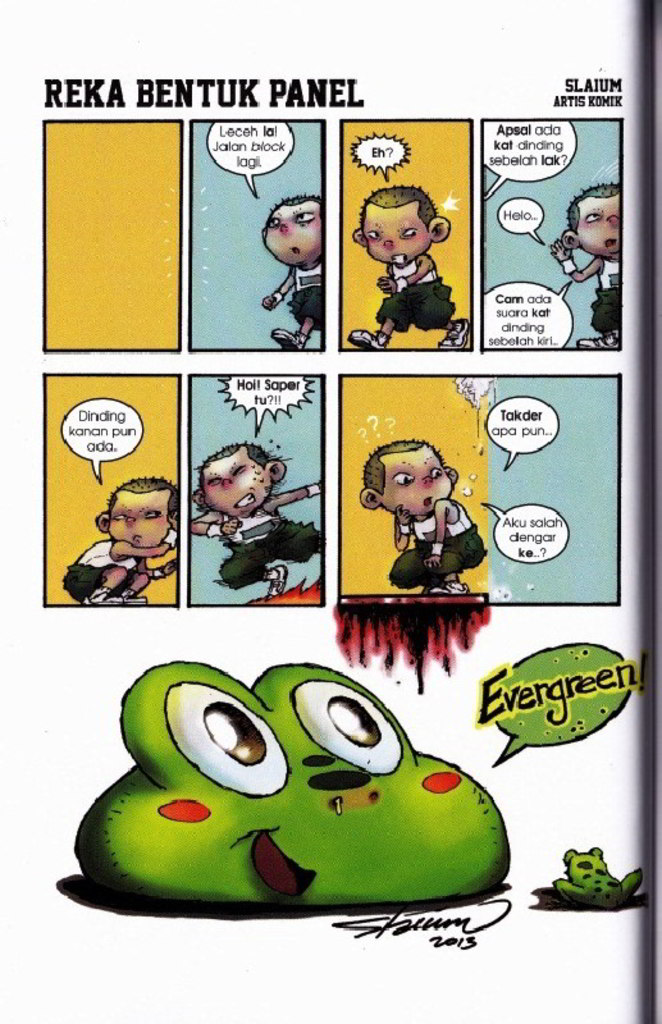 REKA BENTUK PANEL
SLAIUM
ARTIS KOMIK
Leceh la!
Jalan block
lagi.
Eh?
Apsal ada
kat dinding
sebelah lak?
Helo...
Cam ada
suara kat
dinding
sebelah kiri...
Dinding
kanan pun
ada.
Hoi! Saper
tu?!!
???
Takder
apa pun...
Aku salah
dengar
ke..?
Evergreen!
Slaium
2013